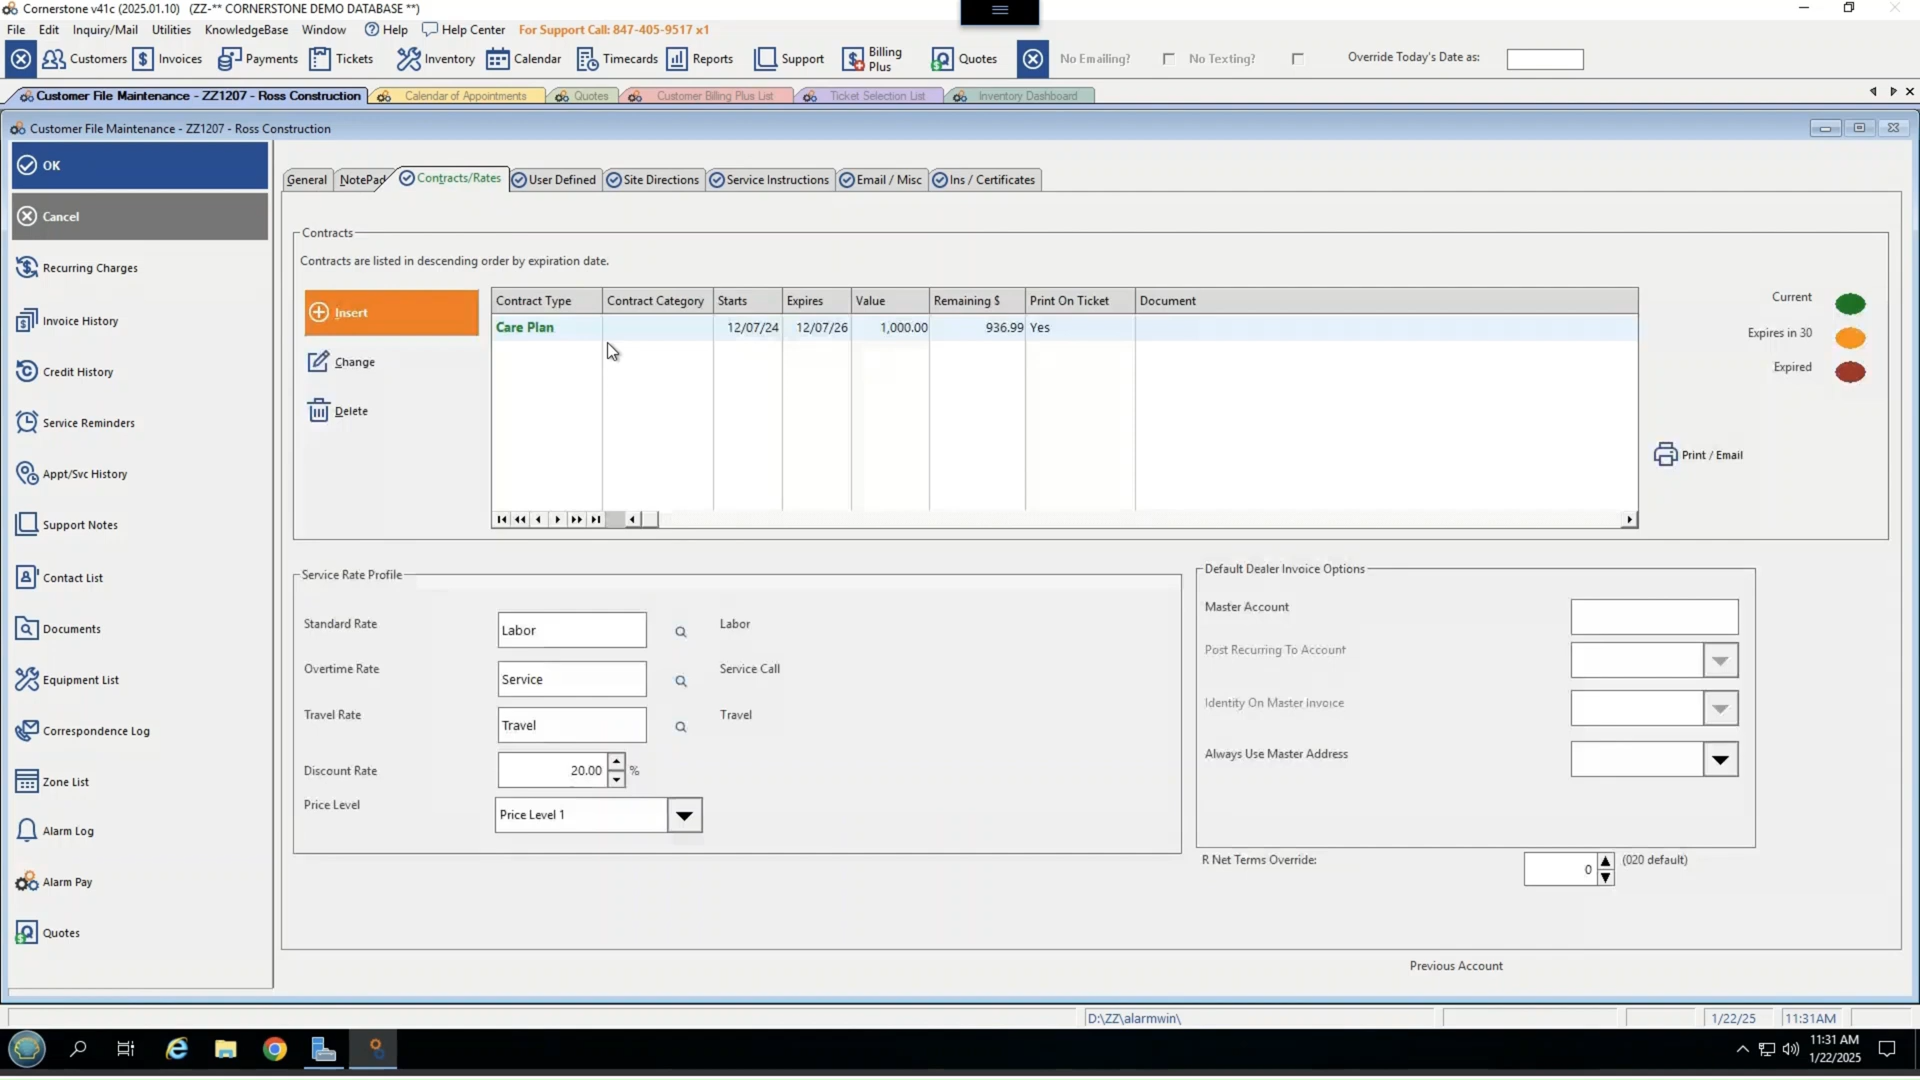 Cornerstone v41c (2025.01.10) (ZZ-** CORNERSTONE DEMO DATABASE **)
File Edit Inquiry/Mail Utilities KnowledgeBase Window Help Help Center For Support Call: 847-405-9517 x1
Customers Invoices Payments Tickets Inventory Calendar Timecards Reports Support Billing Plus Quotes No Emailing? No Texting? Override Today's Date as:
Customer File Maintenance - ZZ1207 - Ross Construction Calendar of Appointments Quotes Customer Billing Plus List Ticket Selection List Inventory Dashboard
Customer File Maintenance - ZZ1207 - Ross Construction
OK
Cancel
Recurring Charges
Invoice History
Credit History
Service Reminders
Appt/Svc History
Support Notes
Contact List
Documents
Equipment List
Correspondence Log
Zone List
Alarm Log
Alarm Pay
Quotes
General NotePad Contracts/Rates User Defined Site Directions Service Instructions Email / Misc Ins / Certificates
Contracts
Contracts are listed in descending order by expiration date.
Insert
Change
Delete
Contract Type Contract Category Starts Expires Value Remaining $ Print On Ticket Document
Care Plan 12/07/24 12/07/26 1,000.00 936.99 Yes
Current
Expires in 30
Expired
Print / Email
Service Rate Profile
Standard Rate Labor Labor
Overtime Rate Service Service Call
Travel Rate Travel Travel
Discount Rate 20.00 %
Price Level Price Level 1
Default Dealer Invoice Options
Master Account
Post Recurring To Account
Identity On Master Invoice
Always Use Master Address
R Net Terms Override: 0 (020 default)
Previous Account
D:\ZZ\alarmwin\ 1/22/25 11:31AM
11:31 AM
1/22/2025